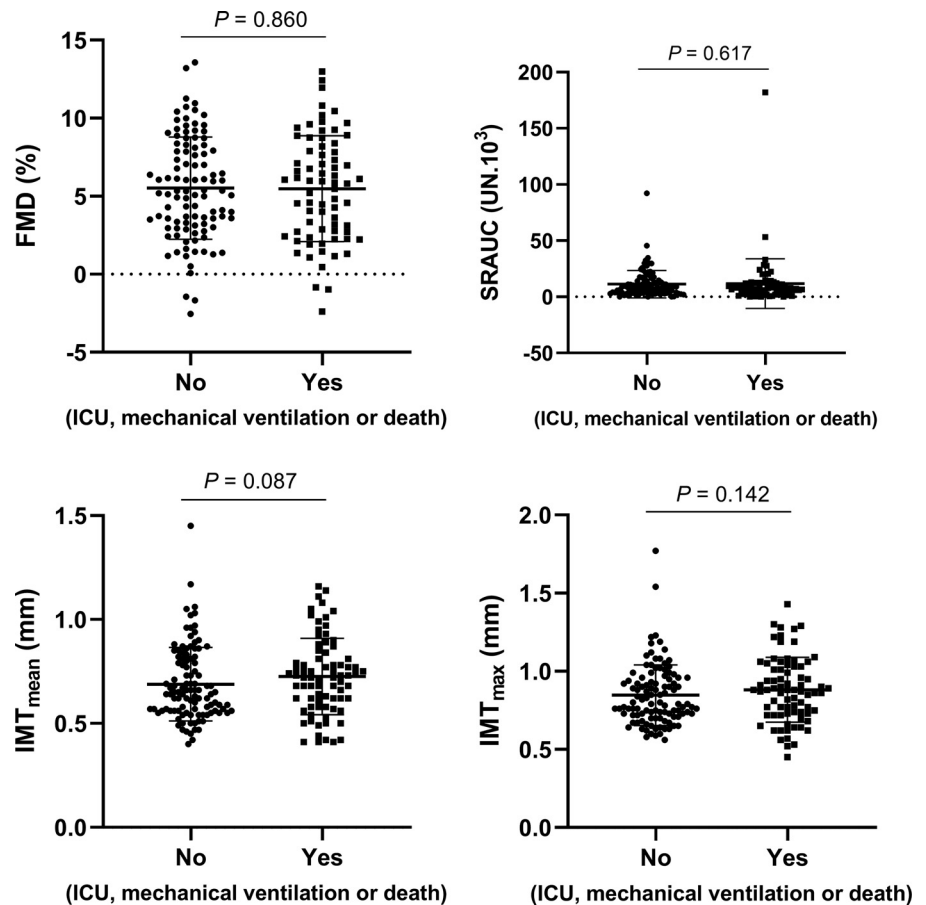 P = 0.860
FMD (%)
15
10
5
0
-5
No Yes
(ICU, mechanical ventilation or death)
P = 0.617
SRAUC (UN.10³)
200
150
100
50
0
-50
No Yes
(ICU, mechanical ventilation or death)
P = 0.087
IMTmean (mm)
1.5
1.0
0.5
0.0
No Yes
(ICU, mechanical ventilation or death)
P = 0.142
IMTmax (mm)
2.0
1.5
1.0
0.5
0.0
No Yes
(ICU, mechanical ventilation or death)